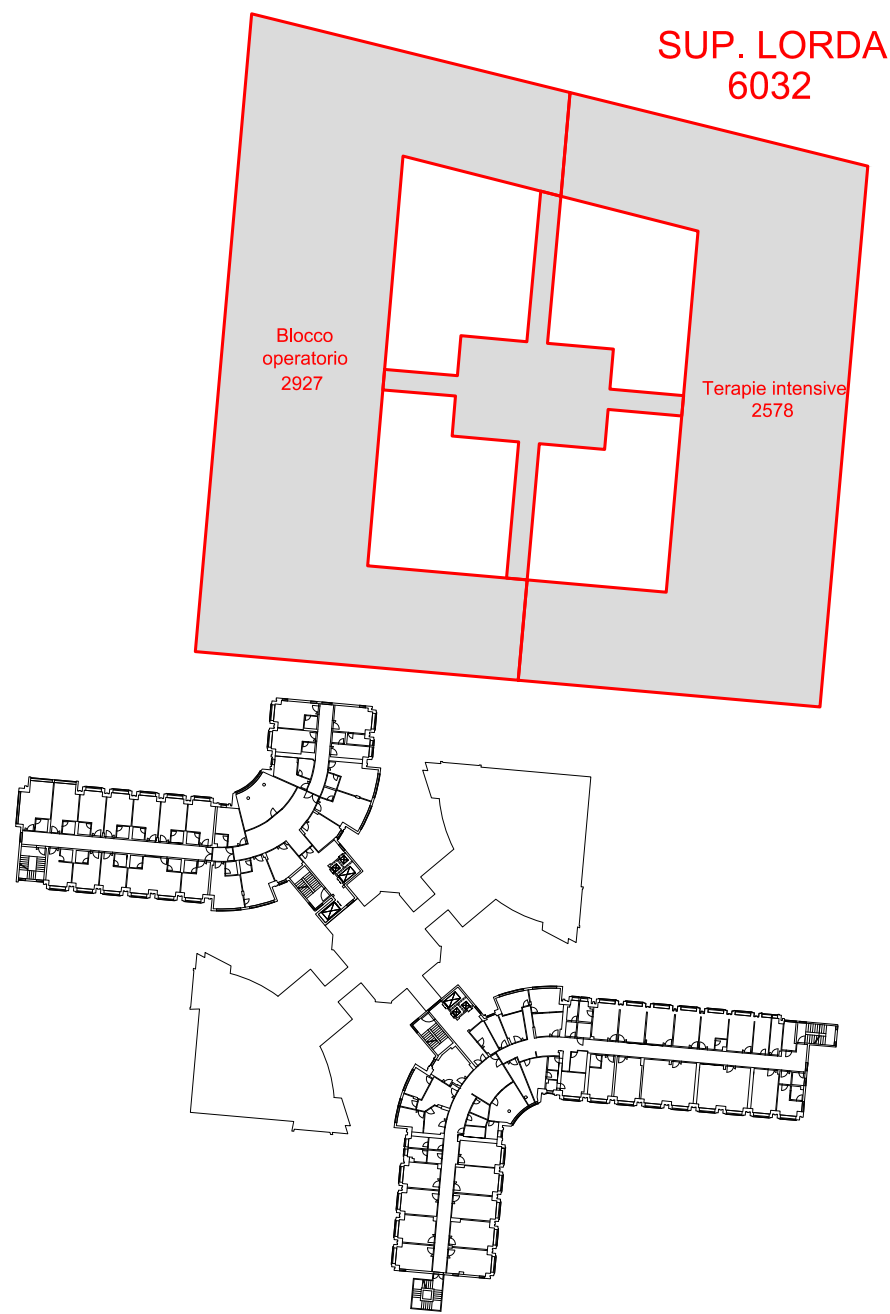 SUP. LORDA
6032
Blocco
operatorio
2927
Terapie intensive
2578